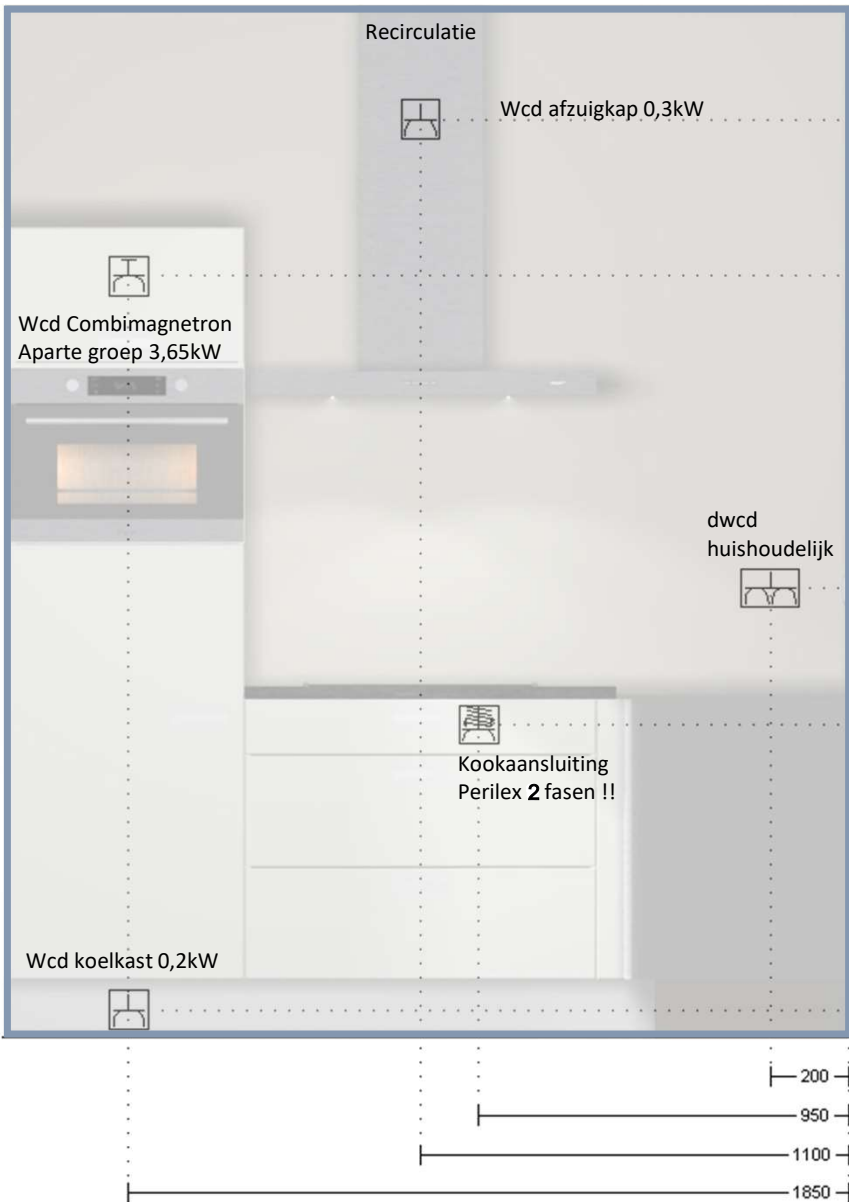 Recirculatie
Wcd afzuigkap 0,3kW
Wcd Combimagnetron
Aparte groep 3,65kW
dwcd
huishoudelijk
Kookaansluiting
Perilex 2 fasen !!
Wcd koelkast 0,2kW
200
950
1100
1850